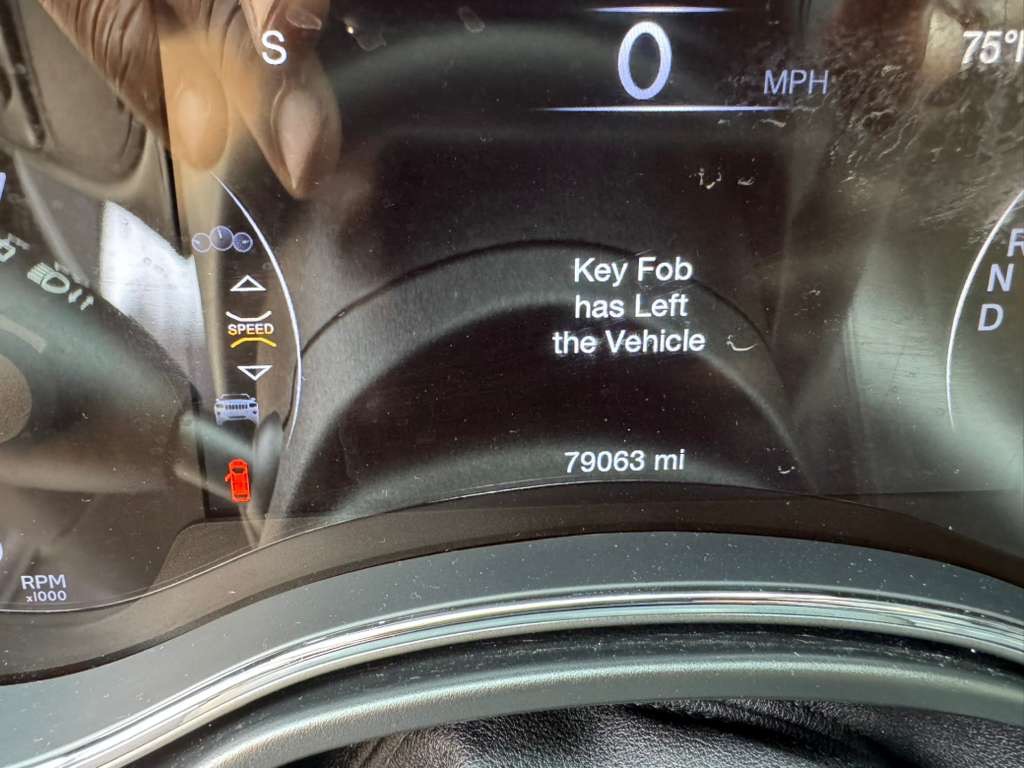 S
0
MPH
75°
SPEED
Key Fob
has Left
the Vehicle
R
N
D
79063 mi
RPM
x1000